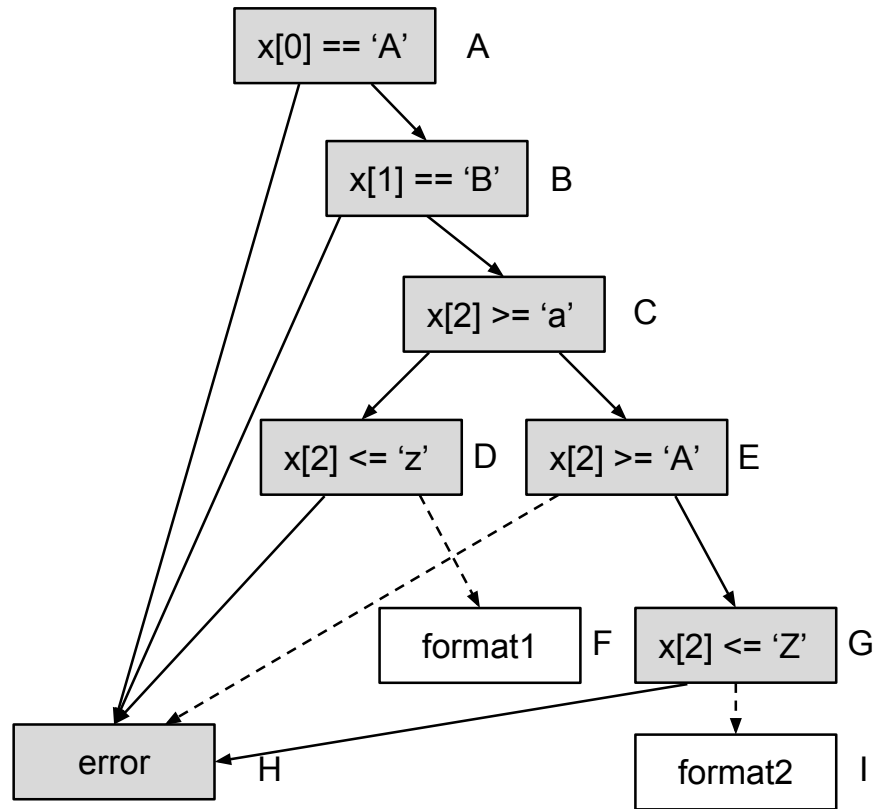 x[0] == ‘A’ A
x[1] == ‘B’ B
x[2] >= ‘a’ C
x[2] <= ‘z’ D x[2] >= ‘A’ E
format1 F x[2] <= ‘Z’ G
error H format2 I